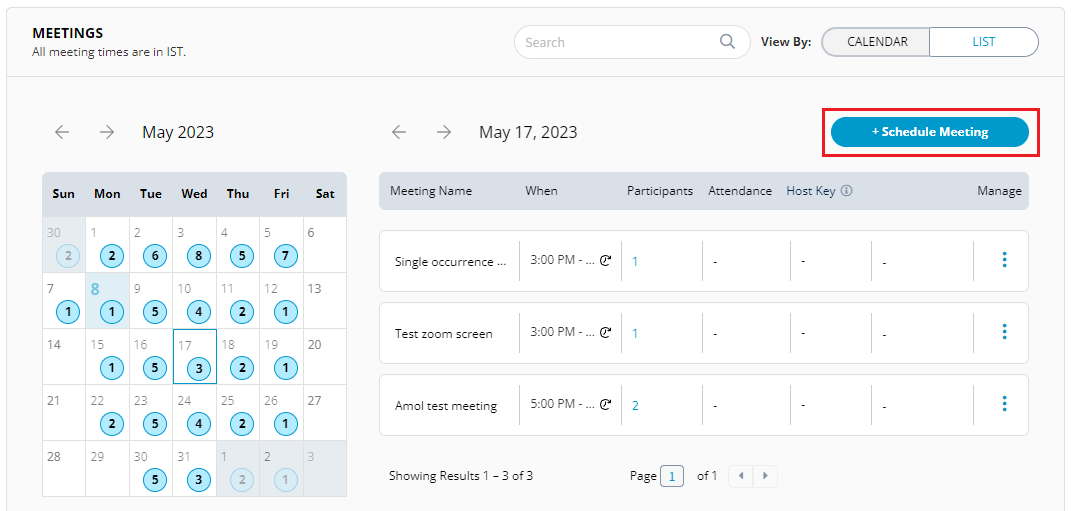 MEETINGS
All meeting times are in IST.
Search
View By:
CALENDAR
LIST
May 2023
May 17, 2023
+ Schedule Meeting
Sun Mon Tue Wed Thu Fri Sat
30 1 2 3 4 5 6
2 2 6 8 5 7
7 8 9 10 11 12 13
1 1 5 4 2 1
14 15 16 17 18 19 20
1 5 3 2 1
21 22 23 24 25 26 27
2 5 4 2 1
28 29 30 31 1 2 3
5 3 2 1
Meeting Name When Participants Attendance Host Key Manage
Single occurrence ... 3:00 PM - ... 1 - - -
Test zoom screen 3:00 PM - ... 1 - - -
Amol test meeting 5:00 PM - ... 2 - - -
Showing Results 1 – 3 of 3
Page 1 of 1